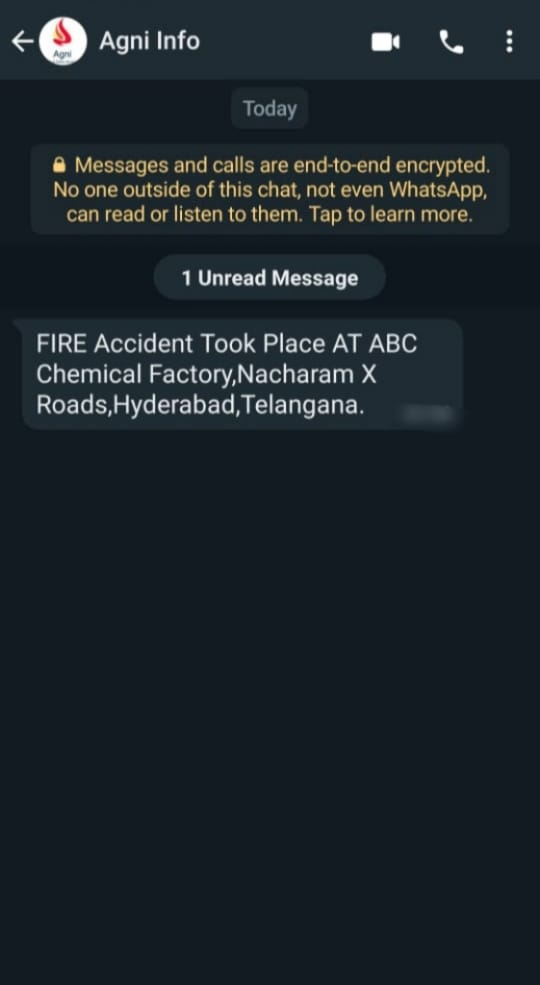 Agni
Agni Info
Today
Messages and calls are end-to-end encrypted.
No one outside of this chat, not even WhatsApp,
can read or listen to them. Tap to learn more.
1 Unread Message
FIRE Accident Took Place AT ABC
Chemical Factory,Nacharam X
Roads,Hyderabad,Telangana.